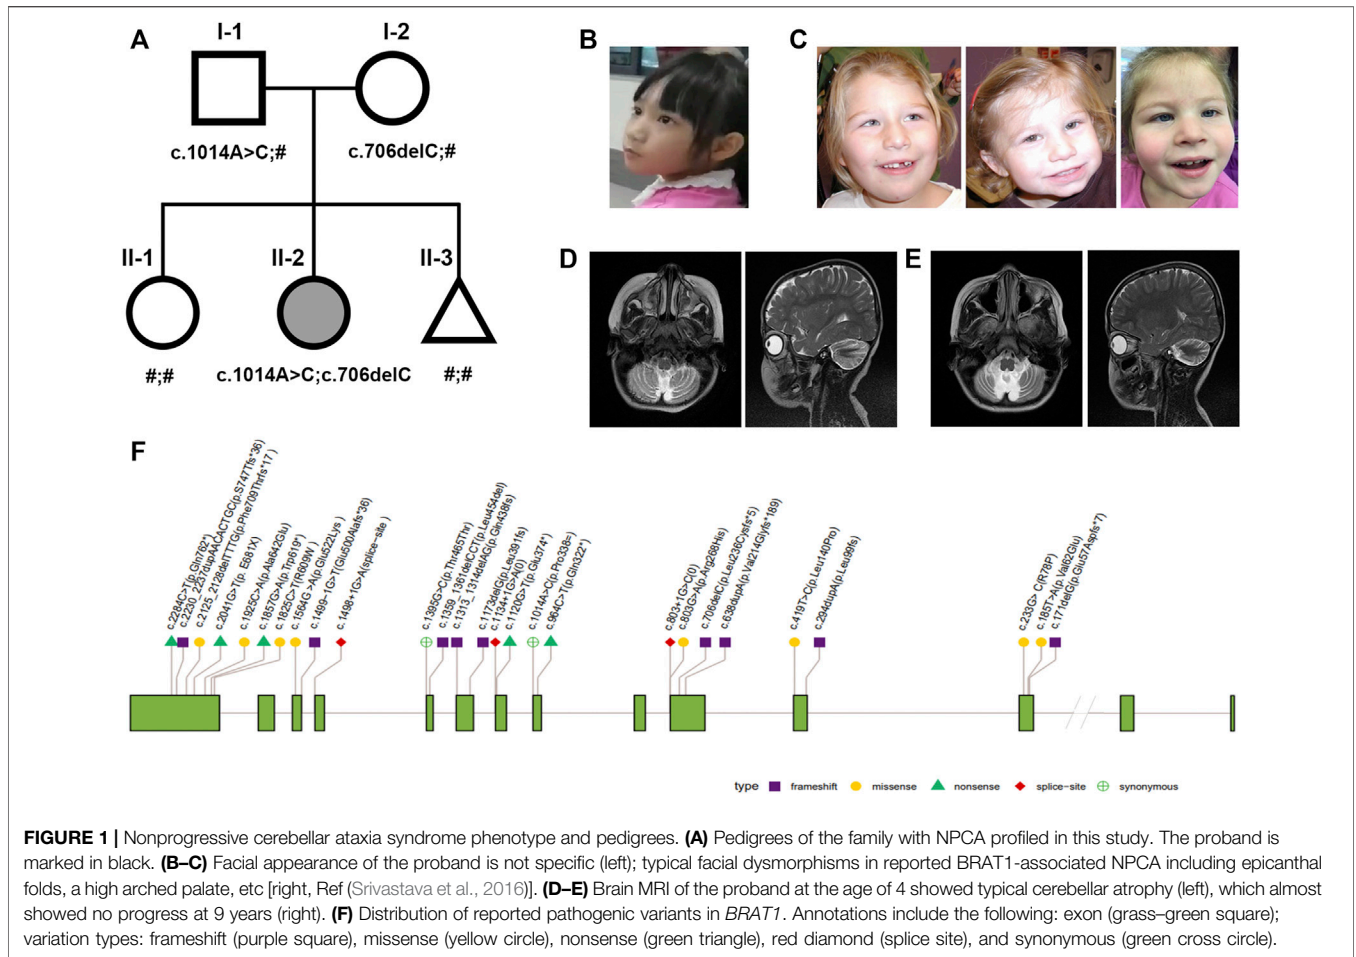 A
I-1
I-2
c.1014A>C;#
c.706delC;#
II-1
II-2
II-3
#;#
c.1014A>C;c.706delC
#;#
B
C
D
E
F
c.2284C>T(p.Gln762*)
c.2230_2237dupAACACTGC(p.S747Tfs*36)
c.2125_2128delTTTG(p.Phe709Thrfs*17 )
c.2041G>T(p. E681X)
c.1925C>A(p.Ala642Glu)
c.1857G>A(p.Trp619*)
c.1825C>T(R609W )
c.1564G >A(p.Glu522Lys )
c.1499−1G>T(Glu500Alafs*36)
c.1498+1G>A(splice−site )
c.1395G>C(p.Thr465Thr)
c.1359_1361delCCT(p.Leu454del)
c.1313_1314delAG(p.Gln438fs)
c.1173delG(p.Leu391fs)
c.1134+1G>A(0)
c.1120G>T(p.Glu374*)
c.1014A>C(p.Pro338=)
c.964C>T(p.Gln322*)
c.803+1G>C(0)
c.803G>A(p.Arg268His)
c.706delC(p.Leu236Cysfs*5)
c.638dupA(p.Val214Glyfs*189)
c.419T>C(p.Leu140Pro)
c.294dupA(p.Leu99fs)
c.233G> C(R78P)
c.185T>A(p.Val62Glu)
c.171delG(p.Glu57Aspfs*7)
type frameshift missense nonsense splice−site synonymous
FIGURE 1 | Nonprogressive cerebellar ataxia syndrome phenotype and pedigrees. (A) Pedigrees of the family with NPCA profiled in this study. The proband is
marked in black. (B–C) Facial appearance of the proband is not specific (left); typical facial dysmorphisms in reported BRAT1-associated NPCA including epicanthal
folds, a high arched palate, etc [right, Ref (Srivastava et al., 2016)]. (D–E) Brain MRI of the proband at the age of 4 showed typical cerebellar atrophy (left), which almost
showed no progress at 9 years (right). (F) Distribution of reported pathogenic variants in BRAT1. Annotations include the following: exon (grass–green square);
variation types: frameshift (purple square), missense (yellow circle), nonsense (green triangle), red diamond (splice site), and synonymous (green cross circle).